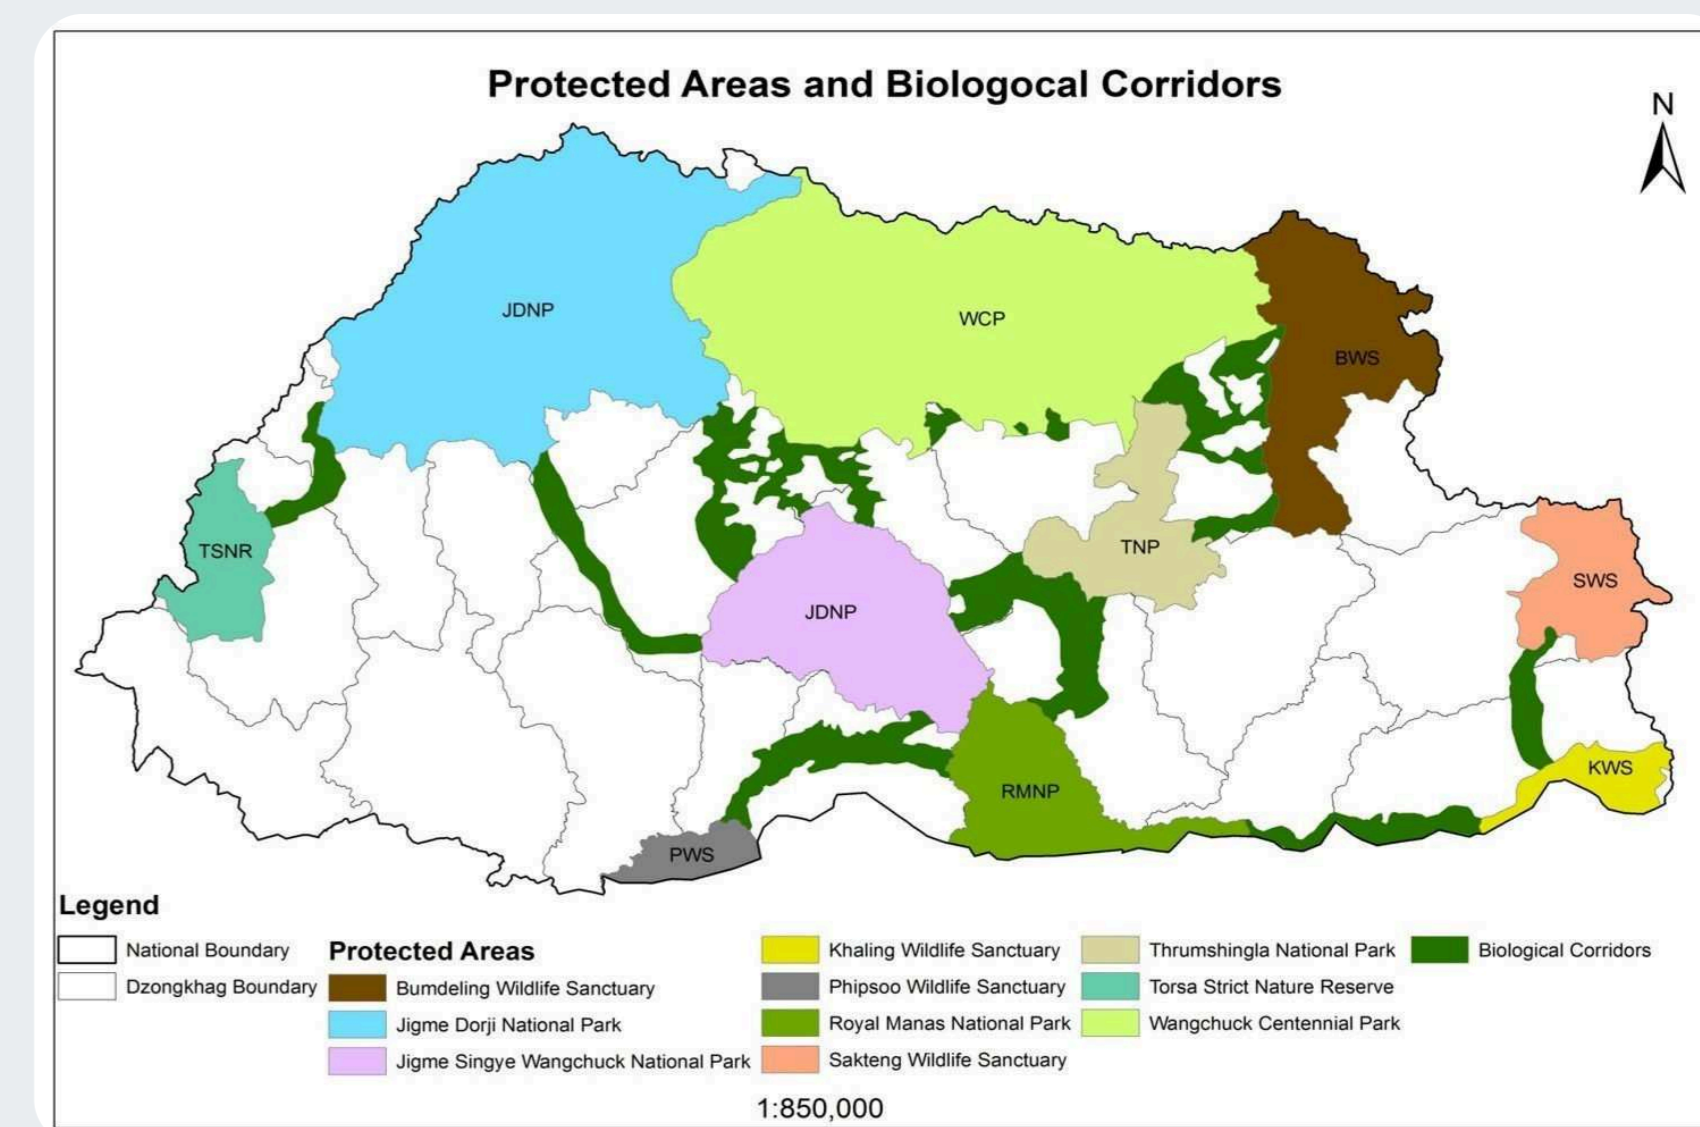 Protected Areas and Biologocal Corridors
N
JDNP
WCP
BWS
TSNR
TNP
SWS
JDNP
RMNP
KWS
PWS
Legend
National Boundary
Dzongkhag Boundary
Protected Areas
Bumdeling Wildlife Sanctuary
Jigme Dorji National Park
Jigme Singye Wangchuck National Park
Khaling Wildlife Sanctuary
Phipsoo Wildlife Sanctuary
Royal Manas National Park
Sakteng Wildlife Sanctuary
Thrumshingla National Park
Torsa Strict Nature Reserve
Wangchuck Centennial Park
Biological Corridors
1:850,000